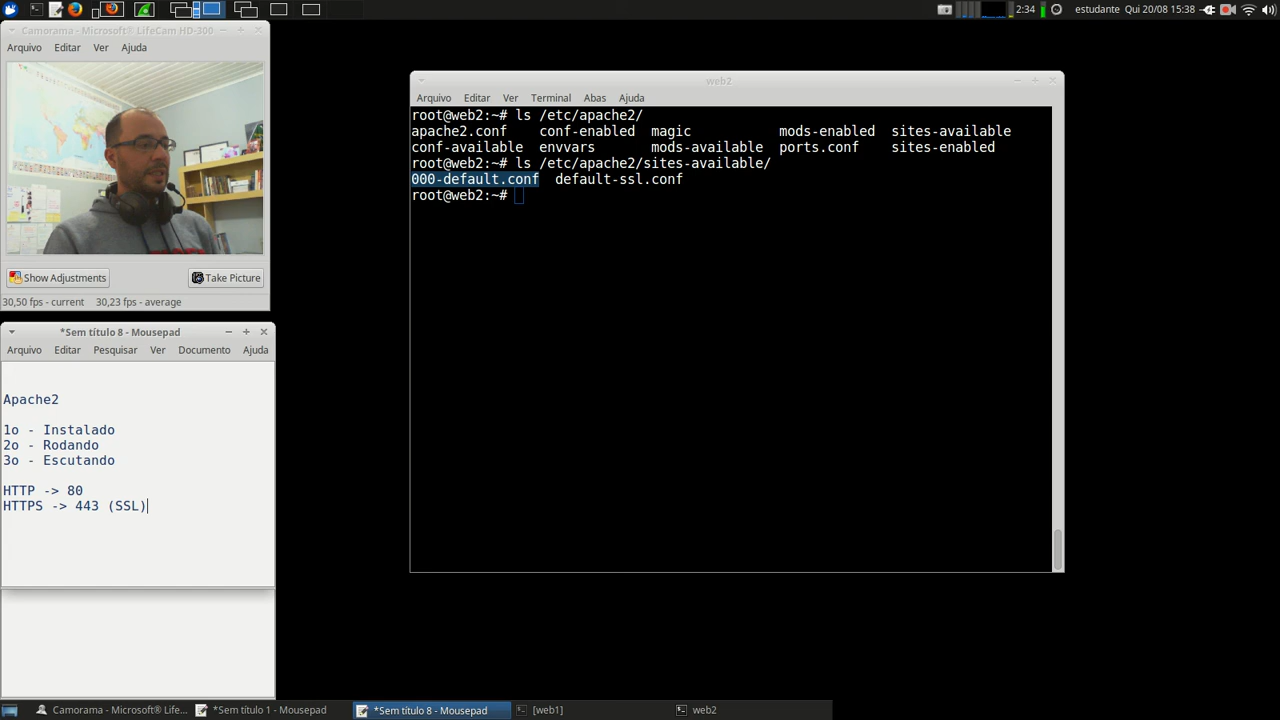 2:34
estudante Qui 20/08 15:38
Camorama - Microsoft® LifeCam HD-300
Arquivo Editar Ver Ajuda
Show Adjustments
Take Picture
30,50 fps - current 30,23 fps - average
*Sem título 8 - Mousepad
Arquivo Editar Pesquisar Ver Documento Ajuda
Apache2
1o - Instalado
2o - Rodando
3o - Escutando
HTTP -> 80
HTTPS -> 443 (SSL)
web2
Arquivo Editar Ver Terminal Abas Ajuda
root@web2:~# ls /etc/apache2/
apache2.conf conf-enabled magic mods-enabled sites-available
conf-available envvars mods-available ports.conf sites-enabled
root@web2:~# ls /etc/apache2/sites-available/
000-default.conf default-ssl.conf
root@web2:~#
Camorama - Microsoft® Life...
*Sem título 1 - Mousepad
*Sem título 8 - Mousepad
[web1]
web2